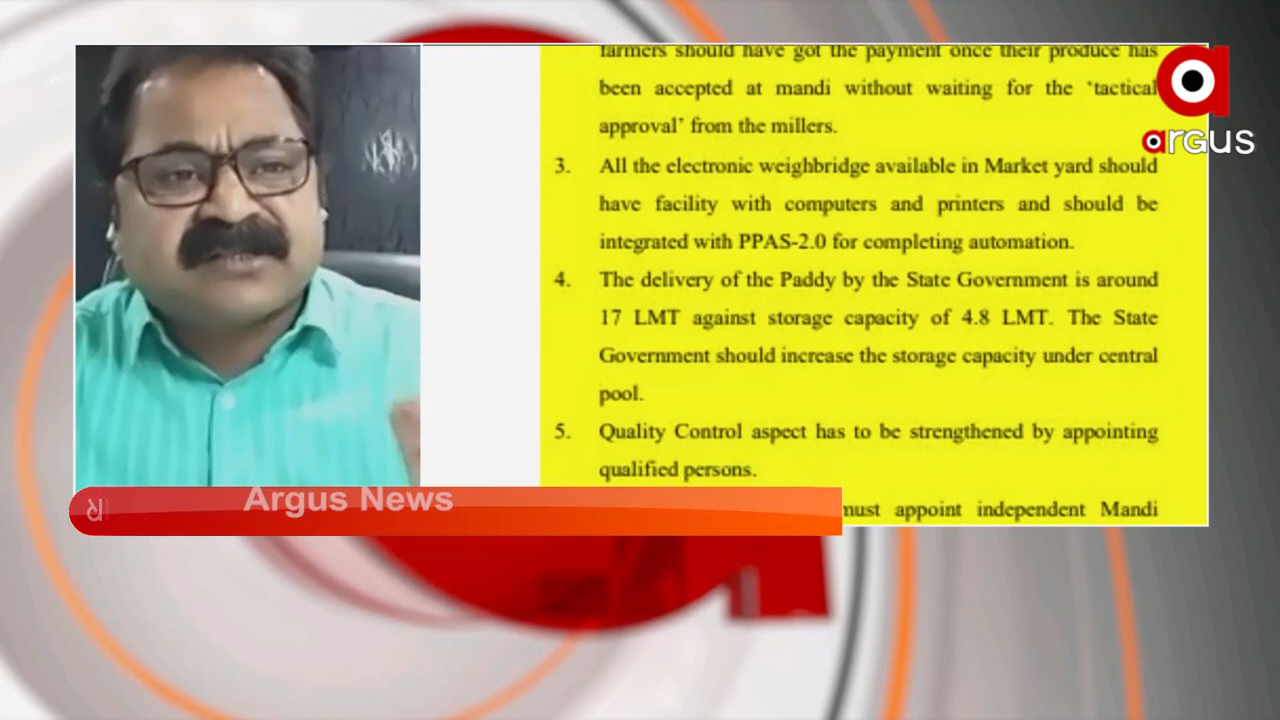 farmers should have got the payment once their produce has
been accepted at mandi without waiting for the ‘tactical
approval’ from the millers.
3. All the electronic weighbridge available in Market yard should
have facility with computers and printers and should be
integrated with PPAS-2.0 for completing automation.
4. The delivery of the Paddy by the State Government is around
17 LMT against storage capacity of 4.8 LMT. The State
Government should increase the storage capacity under central
pool.
5. Quality Control aspect has to be strengthened by appointing
qualified persons.
must appoint independent Mandi
argus
Argus News